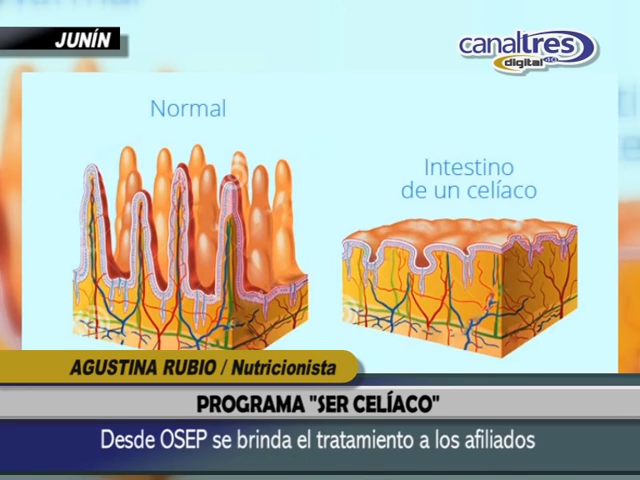 JUNÍN
canaltres
digital
Normal
Intestino
de un celíaco
AGUSTINA RUBIO / Nutricionista
PROGRAMA "SER CELÍACO"
Desde OSEP se brinda el tratamiento a los afiliados